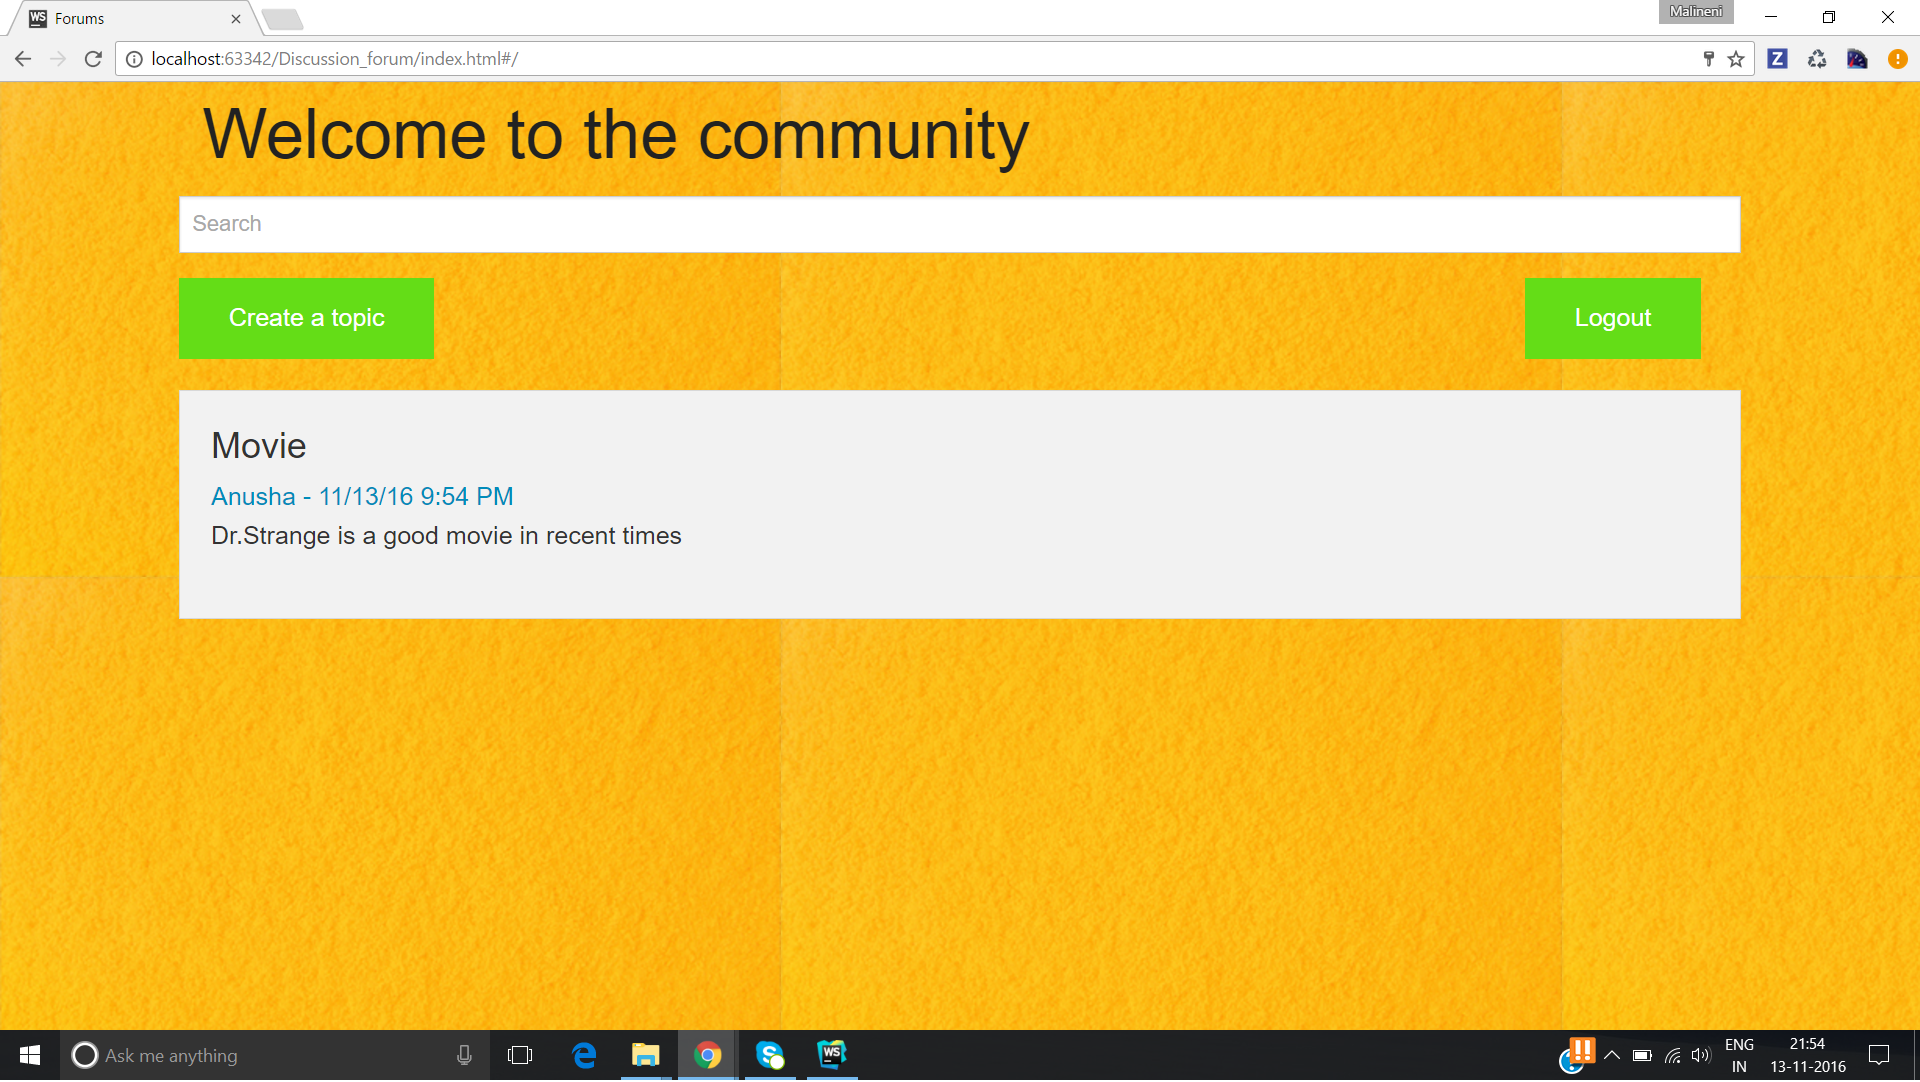 WS Forums
Malineni
localhost:63342/Discussion_forum/index.html#/
Z
Welcome to the community
Search
Create a topic
Logout
Movie
Anusha - 11/13/16 9:54 PM
Dr.Strange is a good movie in recent times
Ask me anything
WS
ENG
IN
21:54
13-11-2016